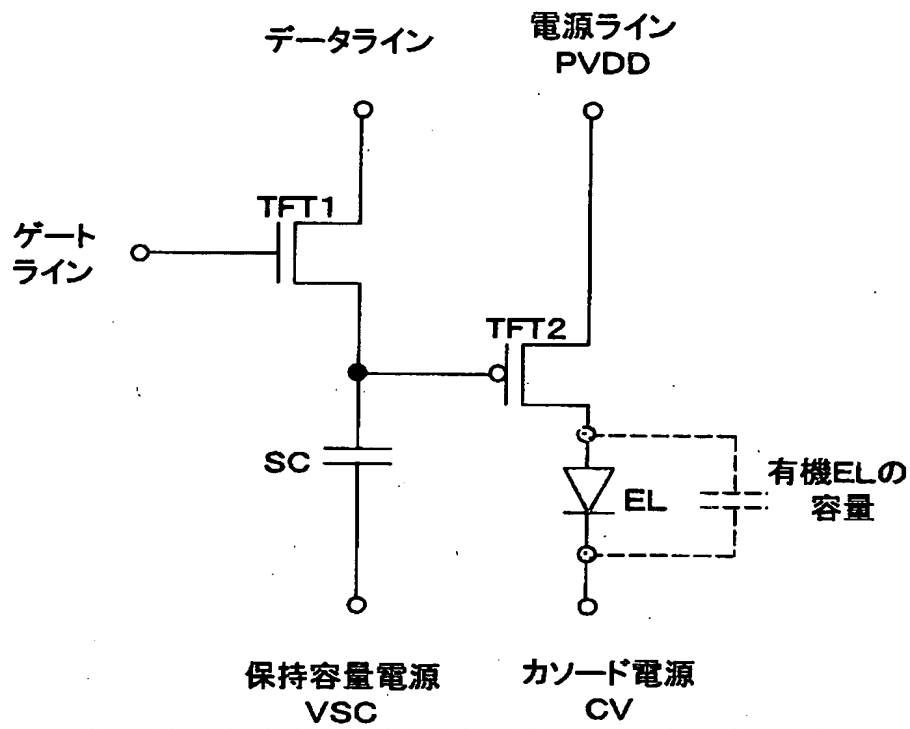 データライン
電源ライン
PVDD
TFT1
ゲート
ライン
TFT2
SC
EL
有機ELの
容量
保持容量電源
VSC
カソード電源
CV